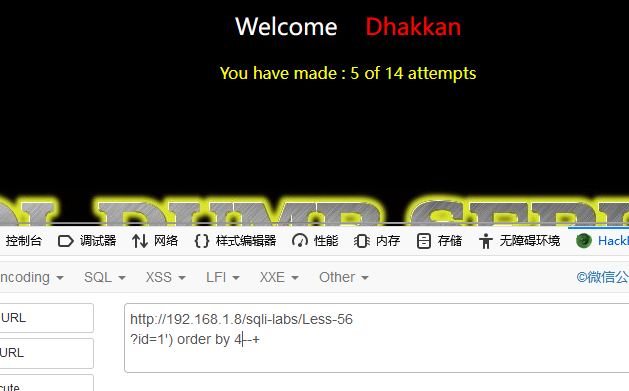 Welcome Dhakkan
You have made : 5 of 14 attempts
控制台 调试器 网络 样式编辑器 性能 内存 存储 无障碍环境
SQL XSS LFI XXE Other ©微信公
URL
http://192.168.1.8/sqli-labs/Less-56
?id=1') order by 4--+
URL